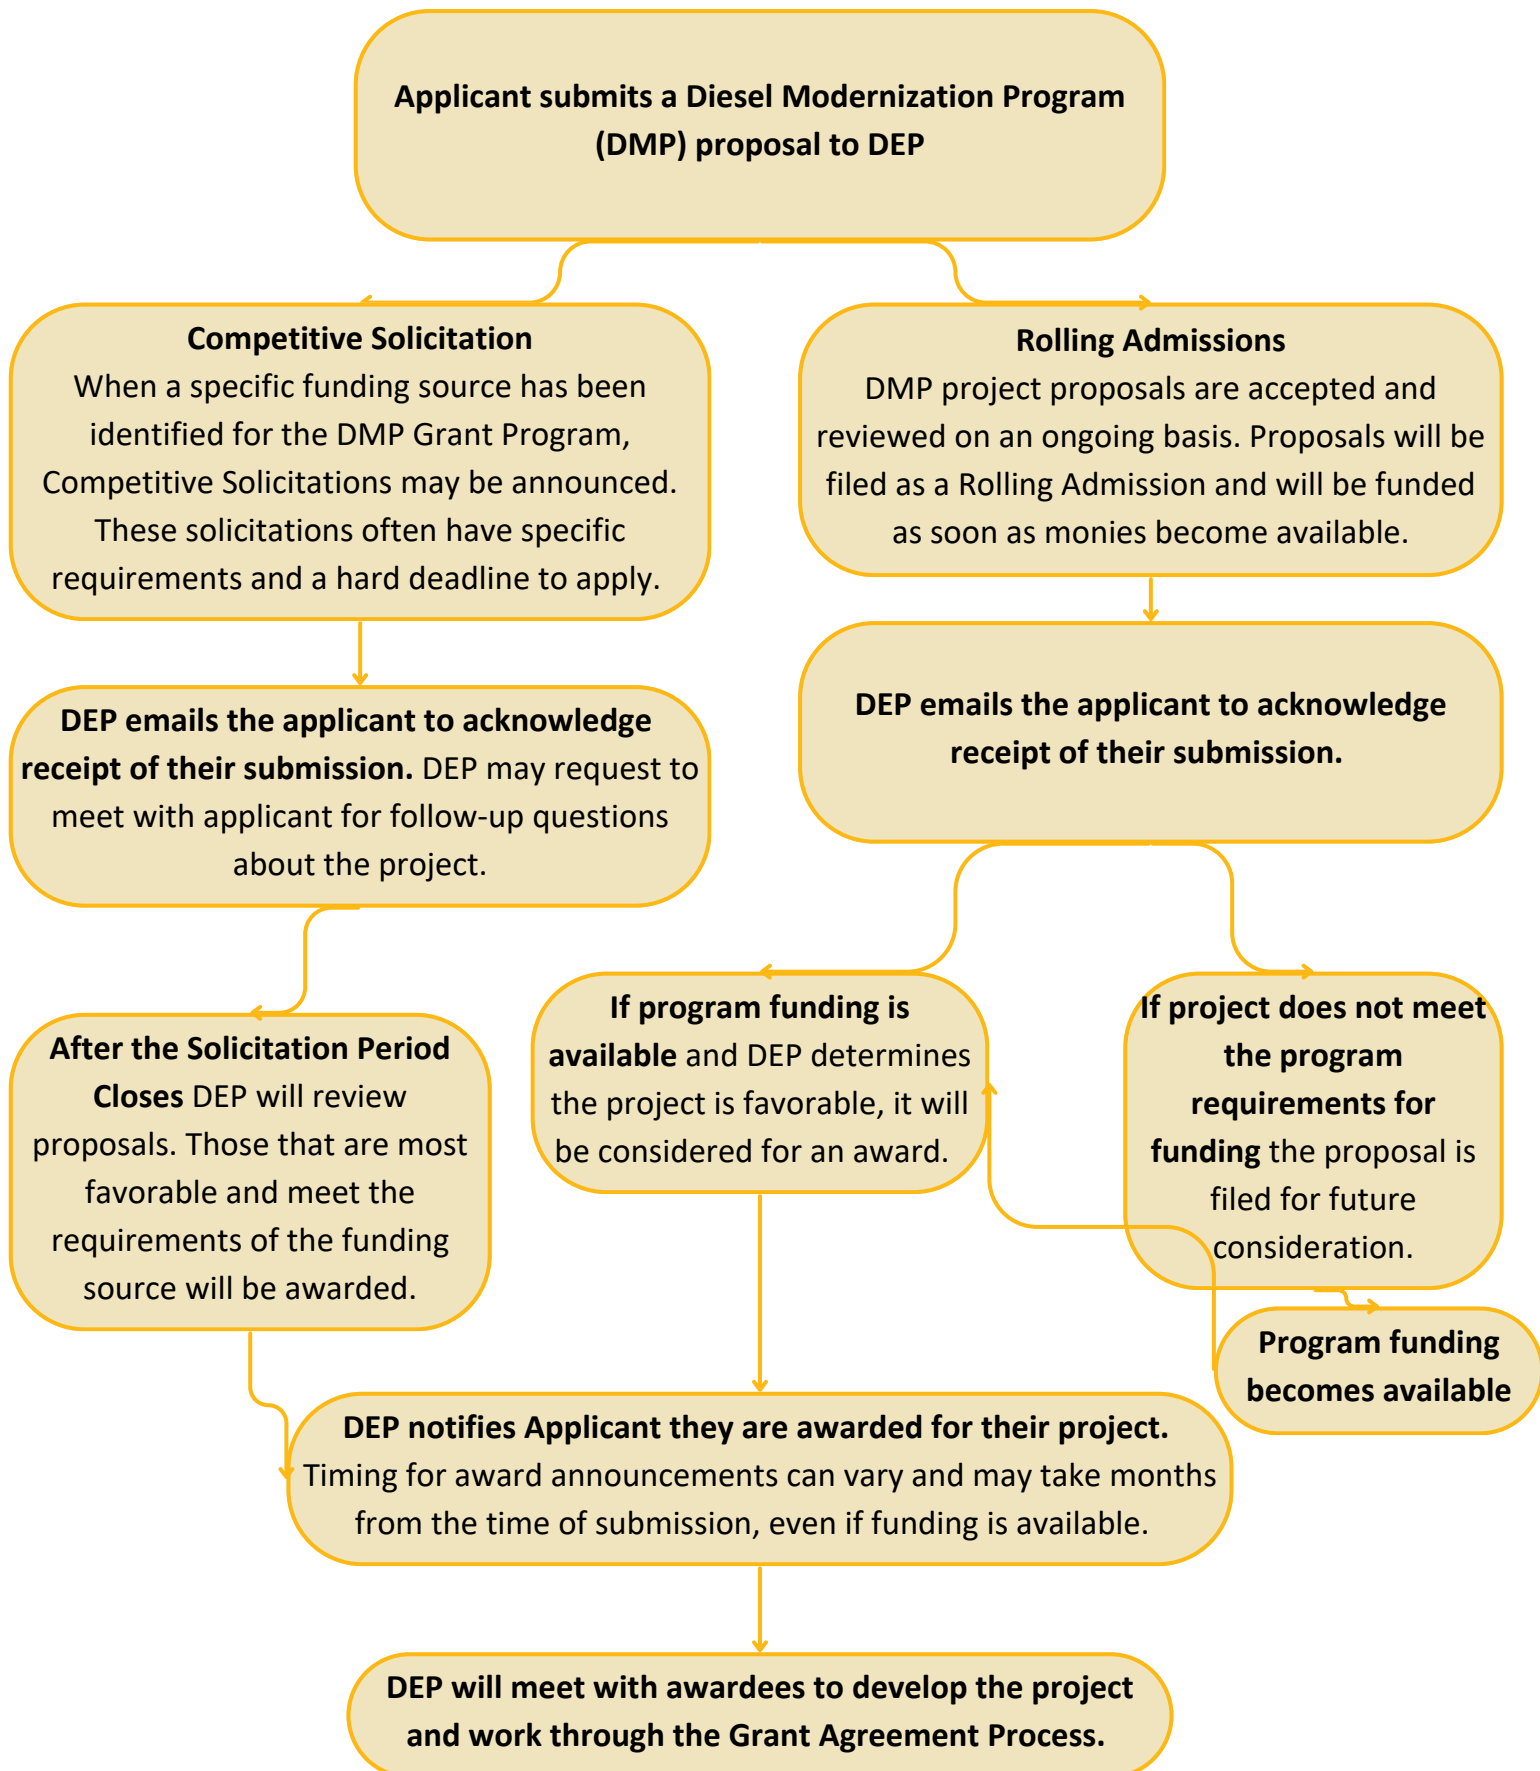 Applicant submits a Diesel Modernization Program
(DMP) proposal to DEP
Competitive Solicitation
When a specific funding source has been
identified for the DMP Grant Program,
Competitive Solicitations may be announced.
These solicitations often have specific
requirements and a hard deadline to apply.
Rolling Admissions
DMP project proposals are accepted and
reviewed on an ongoing basis. Proposals will be
filed as a Rolling Admission and will be funded
as soon as monies become available.
DEP emails the applicant to acknowledge
receipt of their submission. DEP may request to
meet with applicant for follow-up questions
about the project.
DEP emails the applicant to acknowledge
receipt of their submission.
After the Solicitation Period
Closes DEP will review
proposals. Those that are most
favorable and meet the
requirements of the funding
source will be awarded.
If program funding is
available and DEP determines
the project is favorable, it will
be considered for an award.
If project does not meet
the program
requirements for
funding the proposal is
filed for future
consideration.
Program funding
becomes available
DEP notifies Applicant they are awarded for their project.
Timing for award announcements can vary and may take months
from the time of submission, even if funding is available.
DEP will meet with awardees to develop the project
and work through the Grant Agreement Process.